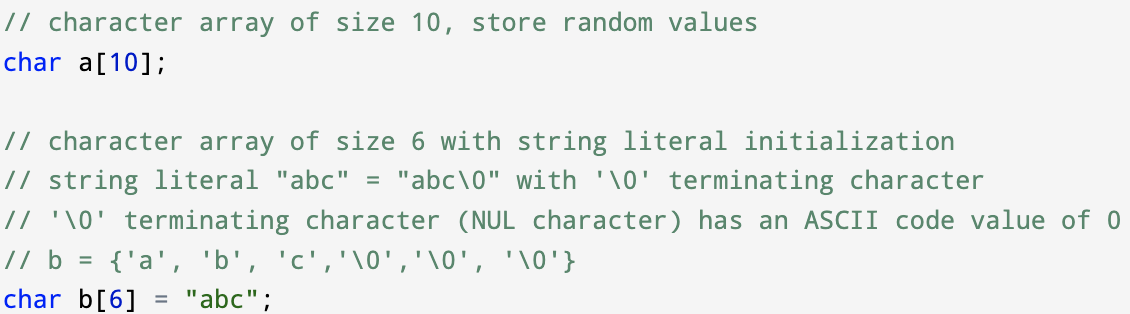 // character array of size 10, store random values
char a[10];
// character array of size 6 with string literal initialization
// string literal "abc" = "abc\0" with '\0' terminating character
// '\0' terminating character (NUL character) has an ASCII code value of 0
// b = {'a', 'b', 'c','\0','\0', '\0'}
char b[6] = "abc";